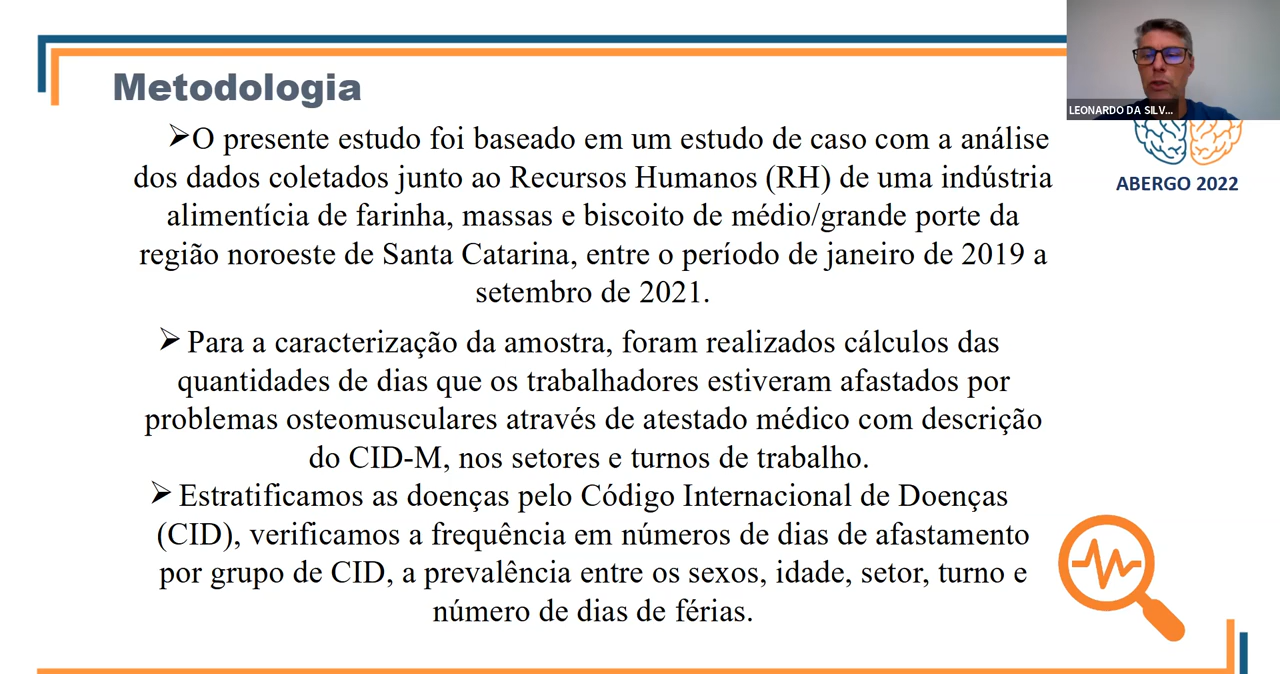 Metodologia
LEONARDO DA SILV...
ABERGO 2022
➢O presente estudo foi baseado em um estudo de caso com a análise
dos dados coletados junto ao Recursos Humanos (RH) de uma indústria
alimentícia de farinha, massas e biscoito de médio/grande porte da
região noroeste de Santa Catarina, entre o período de janeiro de 2019 a
setembro de 2021.
➢ Para a caracterização da amostra, foram realizados cálculos das
quantidades de dias que os trabalhadores estiveram afastados por
problemas osteomusculares através de atestado médico com descrição
do CID-M, nos setores e turnos de trabalho.
➢ Estratificamos as doenças pelo Código Internacional de Doenças
(CID), verificamos a frequência em números de dias de afastamento
por grupo de CID, a prevalência entre os sexos, idade, setor, turno e
número de dias de férias.